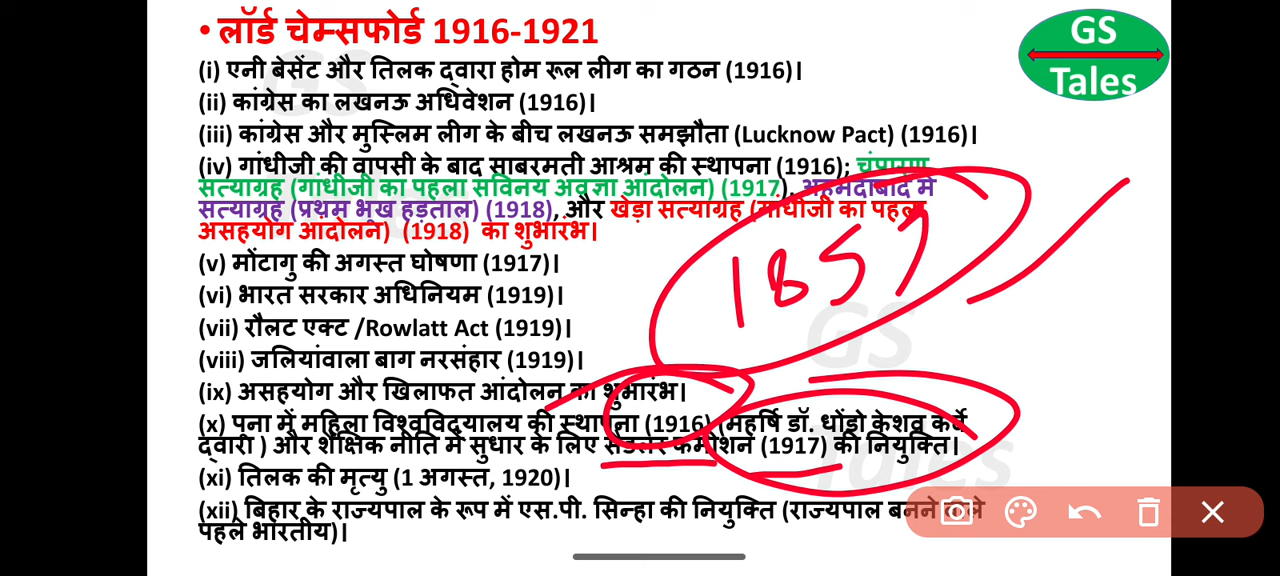 • लॉर्ड चेम्सफोर्ड 1916-1921
GS
Tales
(i) एनी बेसेंट और तिलक द्वारा होम रूल लीग का गठन (1916)।
(ii) कांग्रेस का लखनऊ अधिवेशन (1916)।
(iii) कांग्रेस और मुस्लिम लीग के बीच लखनऊ समझौता (Lucknow Pact) (1916)।
(iv) गांधीजी की वापसी के बाद साबरमती आश्रम की स्थापना (1916); चंपारण
सत्याग्रह (गांधीजी का पहला सविनय अवज्ञा आंदोलन) (1917), अहमदाबाद में
सत्याग्रह (प्रथम भूख हड़ताल) (1918), और खेड़ा सत्याग्रह (गांधीजी का पहला
असहयोग आंदोलन) (1918) का शुभारंभ।
1857
(v) मोंटागु की अगस्त घोषणा (1917)।
(vi) भारत सरकार अधिनियम (1919)।
(vii) रौलट एक्ट /Rowlatt Act (1919)।
(viii) जलियांवाला बाग नरसंहार (1919)।
(ix) असहयोग और खिलाफत आंदोलन का शुभारंभ।
(x) पूना में महिला विश्वविद्यालय की स्थापना (1916) (महर्षि डॉ. धोंडो केशव कर्वे
द्वारा ) और शैक्षिक नीति में सुधार के लिए सैडलर कमीशन (1917) की नियुक्ति।
(xi) तिलक की मृत्यु (1 अगस्त, 1920)।
(xii) बिहार के राज्यपाल के रूप में एस.पी. सिन्हा की नियुक्ति (राज्यपाल बनने वाले
पहले भारतीय)।
GS
Tales